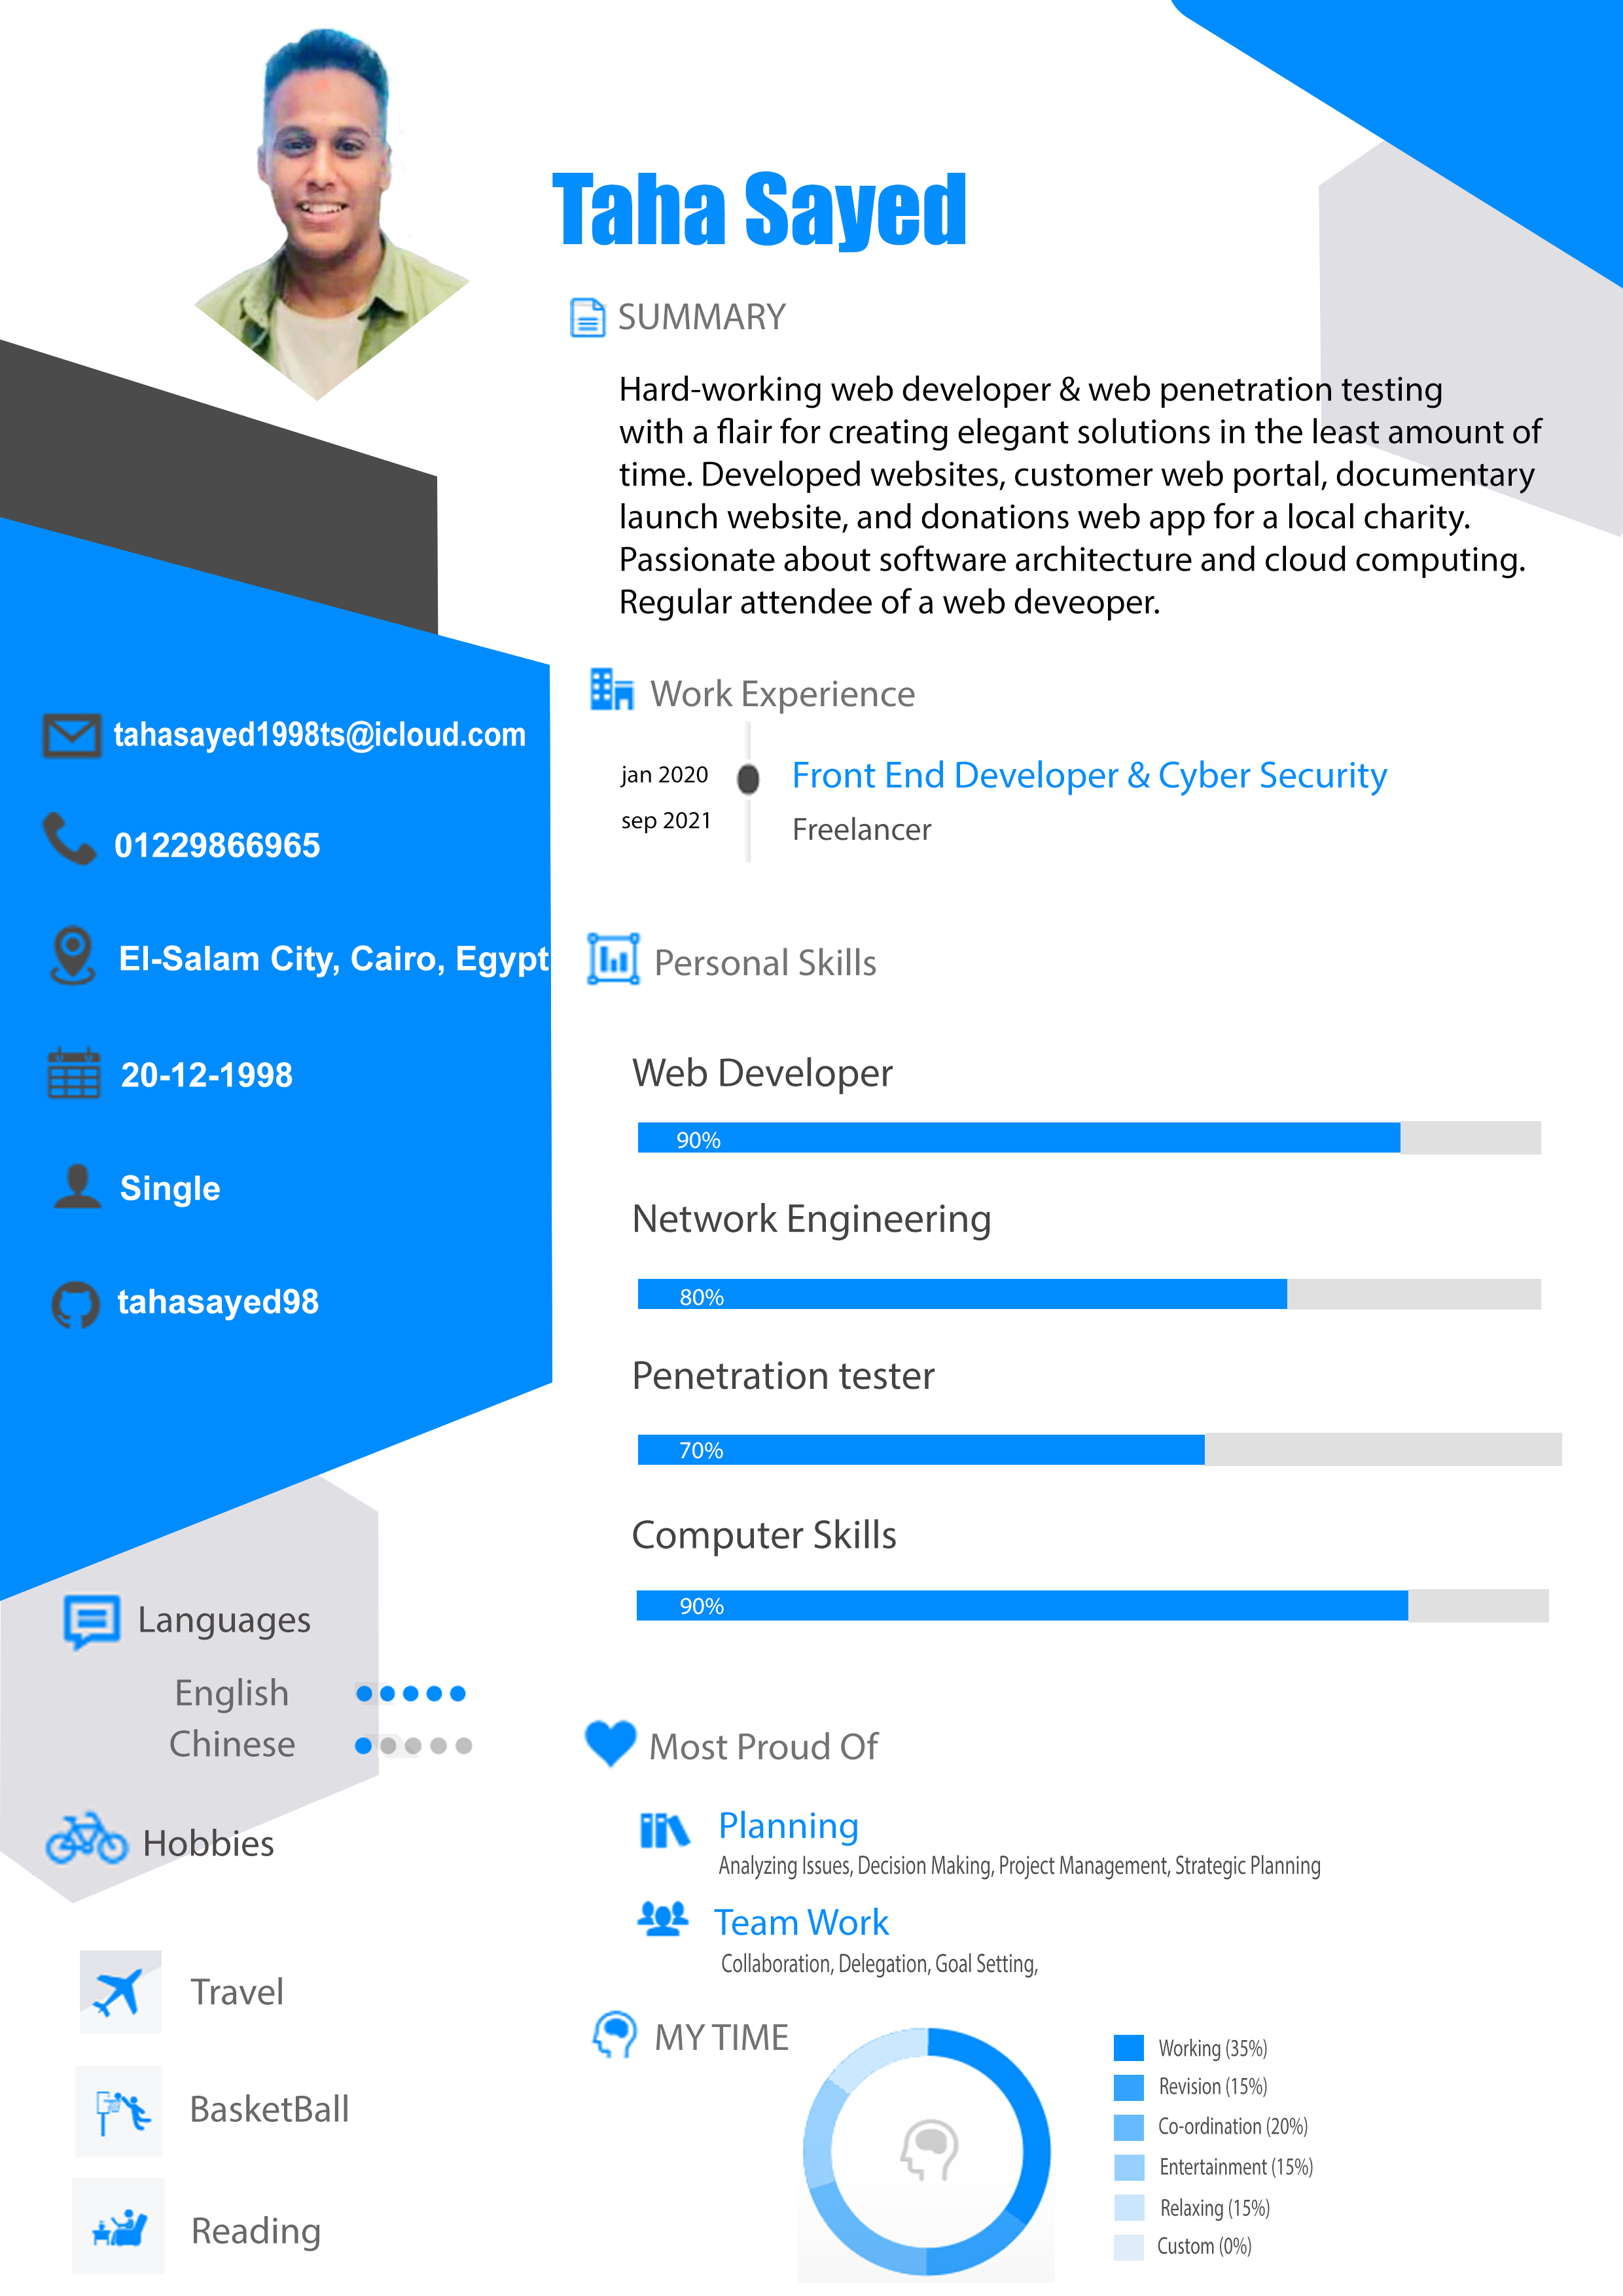 Taha Sayed
SUMMARY
Hard-working web developer & web penetration testing
with a flair for creating elegant solutions in the least amount of
time. Developed websites, customer web portal, documentary
launch website, and donations web app for a local charity.
Passionate about software architecture and cloud computing.
Regular attendee of a web deveoper.
tahasayed1998ts@icloud.com
01229866965
El-Salam City, Cairo, Egypt
20-12-1998
Single
tahasayed98
Work Experience
jan 2020
Front End Developer & Cyber Security
sep 2021
Freelancer
Personal Skills
Web Developer
90%
Network Engineering
80%
Penetration tester
70%
Computer Skills
90%
Languages
English
Chinese
Hobbies
Travel
BasketBall
Reading
Most Proud Of
Planning
Analyzing Issues, Decision Making, Project Management, Strategic Planning
Team Work
Collaboration, Delegation, Goal Setting,
MY TIME
Working (35%)
Revision (15%)
Co-ordination (20%)
Entertainment (15%)
Relaxing (15%)
Custom (0%)